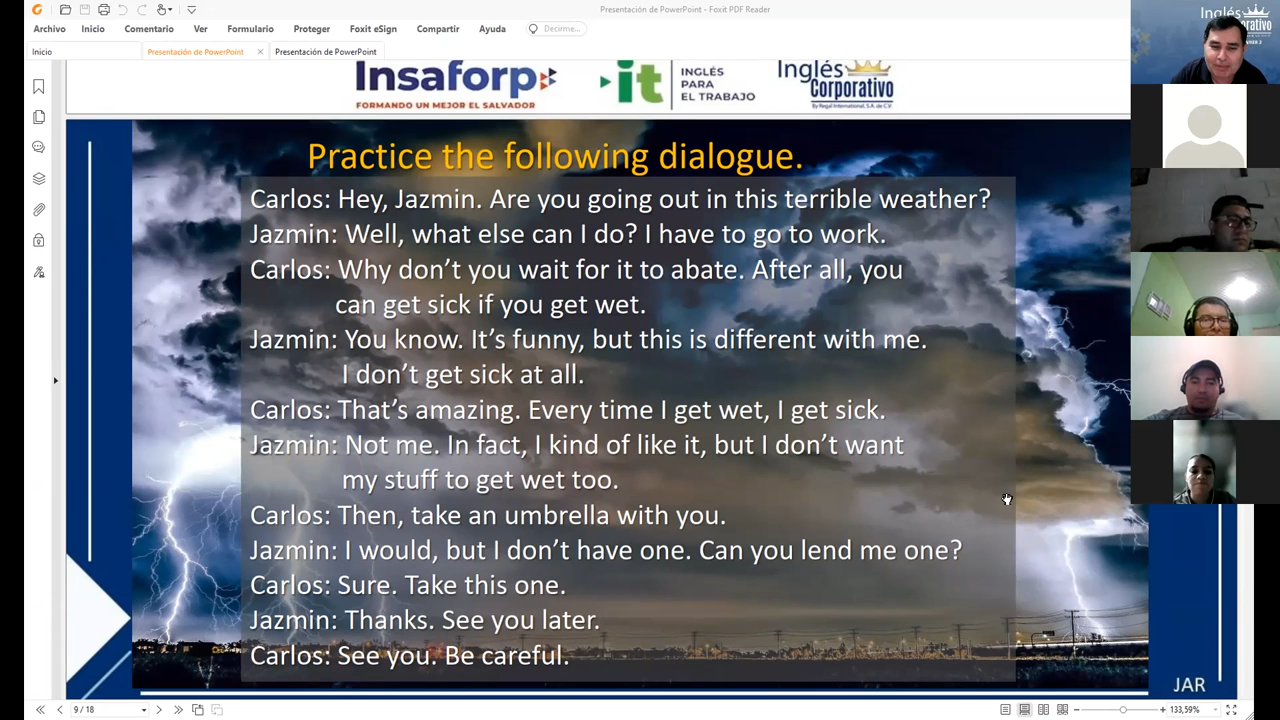 Presentación de PowerPoint - Foxit PDF Reader
Archivo Inicio Comentario Ver Formulario Proteger Foxit eSign Compartir Ayuda Decirme...
Inicio Presentación de PowerPoint Presentación de PowerPoint
Insaforp
FORMANDO UN MEJOR EL SALVADOR
it
INGLÉS
PARA
EL TRABAJO
Inglés
Corporativo
By Regal International, S.A. de C.V.
Practice the following dialogue.
Carlos: Hey, Jazmin. Are you going out in this terrible weather?
Jazmin: Well, what else can I do? I have to go to work.
Carlos: Why don't you wait for it to abate. After all, you
can get sick if you get wet.
Jazmin: You know. It's funny, but this is different with me.
I don't get sick at all.
Carlos: That's amazing. Every time I get wet, I get sick.
Jazmin: Not me. In fact, I kind of like it, but I don't want
my stuff to get wet too.
Carlos: Then, take an umbrella with you.
Jazmin: I would, but I don't have one. Can you lend me one?
Carlos: Sure. Take this one.
Jazmin: Thanks. See you later.
Carlos: See you. Be careful.
JAR
9 / 18
133,59%
Inglés